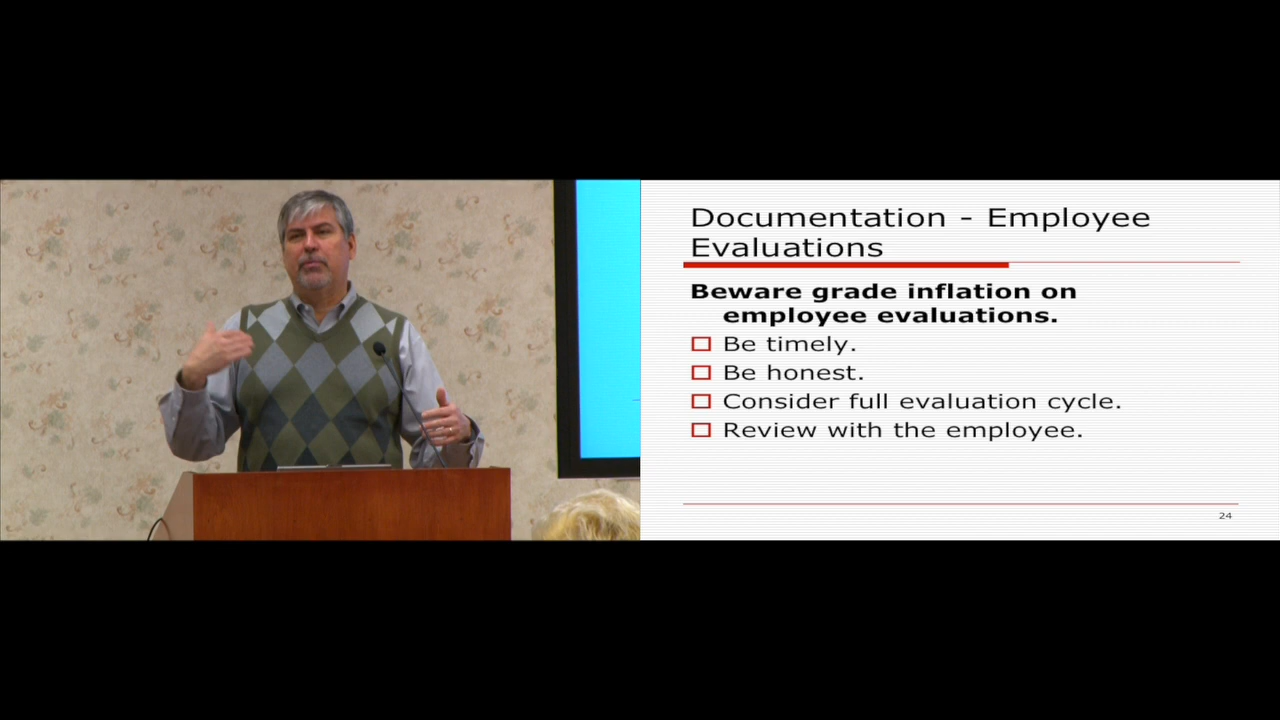 Documentation - Employee
Evaluations
Beware grade inflation on
employee evaluations.
Be timely.
Be honest.
Consider full evaluation cycle.
Review with the employee.
24